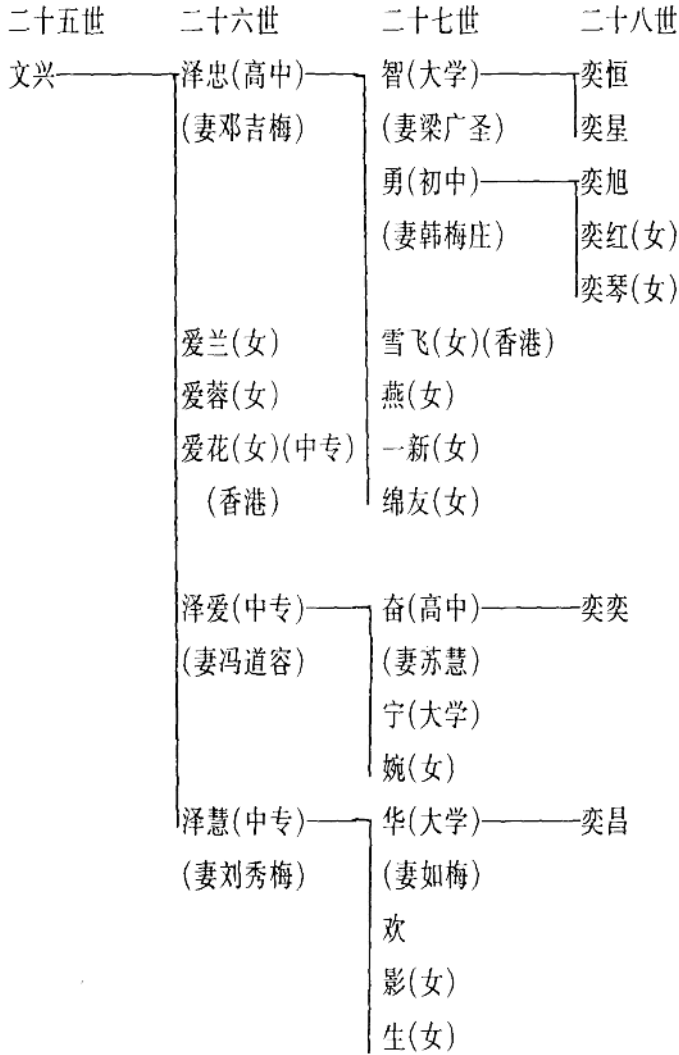 二十五世 二十六世 二十七世 二十八世
文兴 泽忠(高中) 智(大学) 奕恒
(妻邓吉梅) (妻梁广圣) 奕星
勇(初中) 奕旭
(妻韩梅庄) 奕红(女)
奕琴(女)
爱兰(女) 雪飞(女)(香港)
爱蓉(女) 燕(女)
爱花(女)(中专) 一新(女)
(香港) 绵友(女)
泽爱(中专) 奋(高中) 奕奕
(妻冯道容) (妻苏慧)
宁(大学)
婉(女)
泽慧(中专) 华(大学) 奕昌
(妻刘秀梅) (妻如梅)
欢
影(女)
生(女)